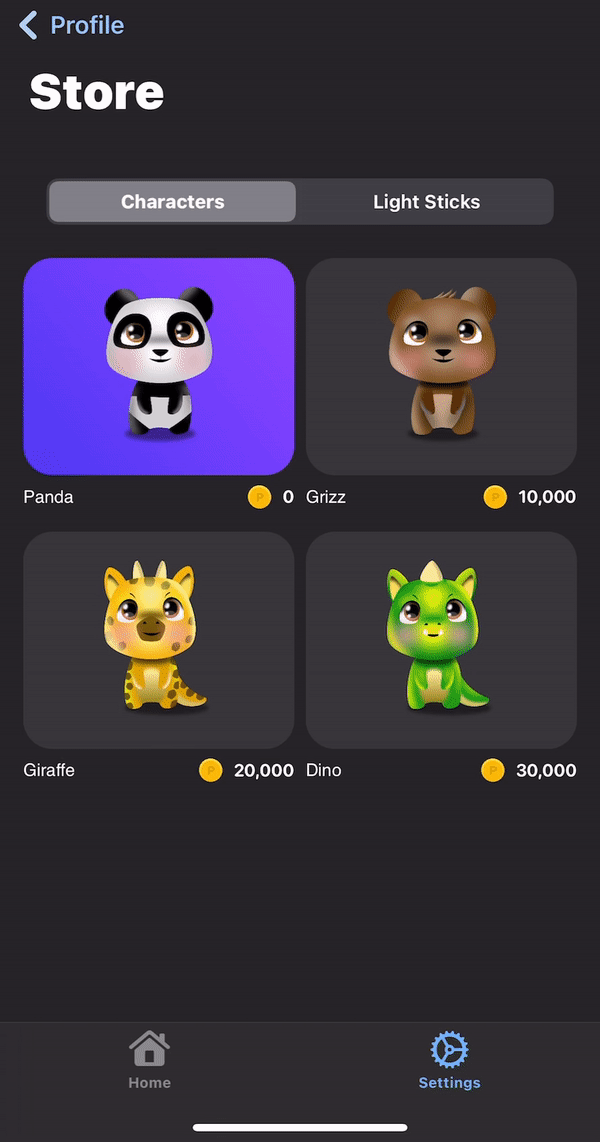 Profile
Store
Characters Light Sticks
Panda P 0 Grizz P 10,000
Giraffe P 20,000 Dino P 30,000
Home Settings